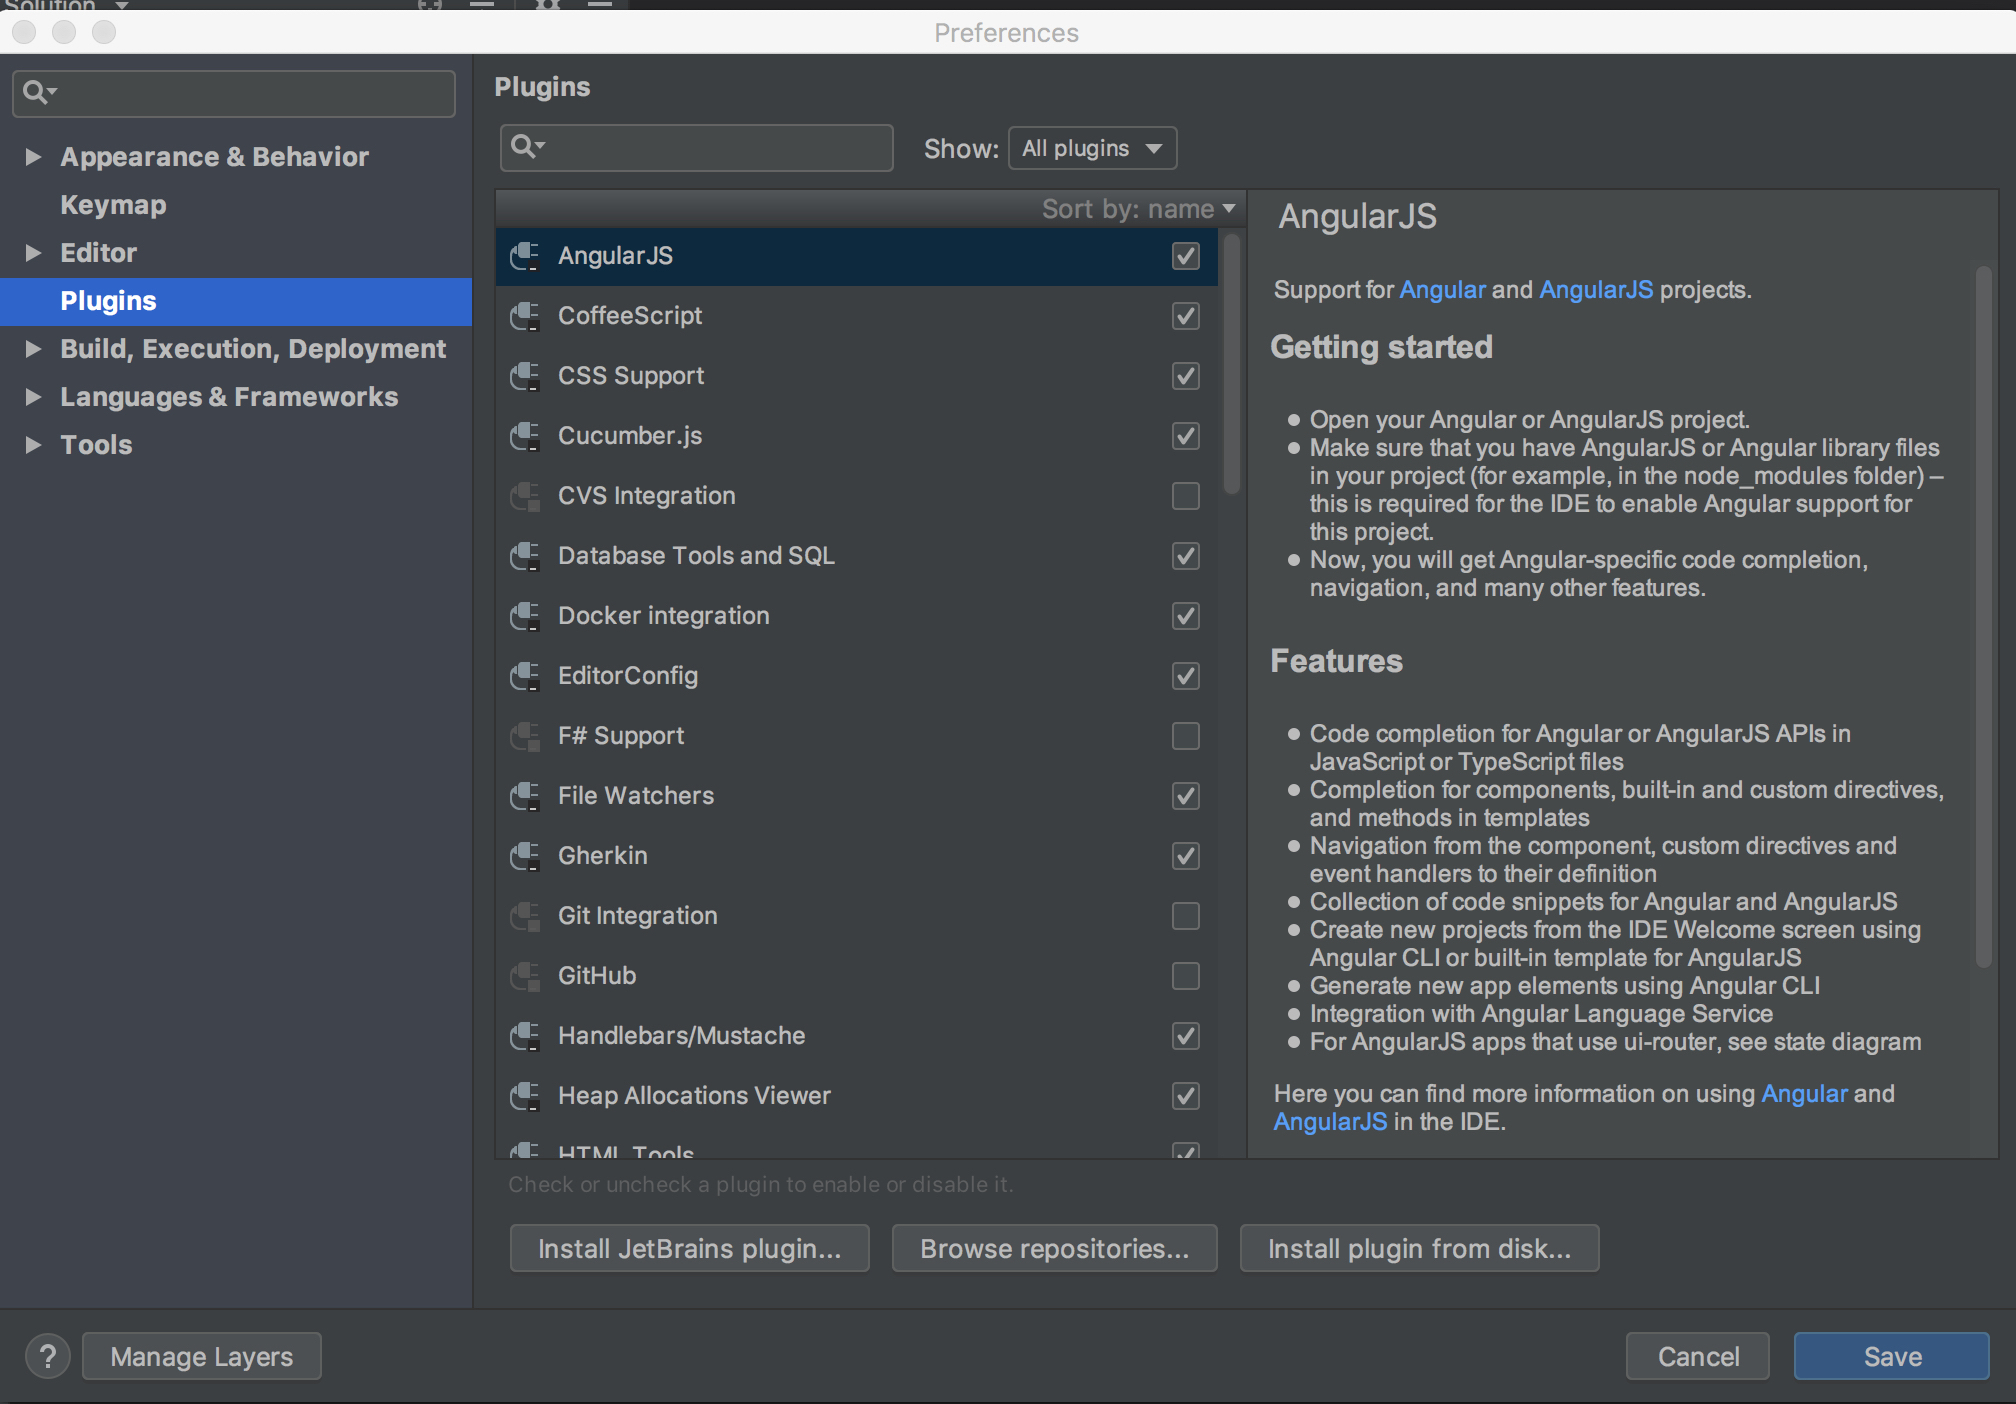 Solution
Preferences
Appearance & Behavior
Keymap
Editor
Plugins
Build, Execution, Deployment
Languages & Frameworks
Tools
Plugins
Show: All plugins
Sort by: name
AngularJS
CoffeeScript
CSS Support
Cucumber.js
CVS Integration
Database Tools and SQL
Docker integration
EditorConfig
F# Support
File Watchers
Gherkin
Git Integration
GitHub
Handlebars/Mustache
Heap Allocations Viewer
HTML Tools
AngularJS
Support for Angular and AngularJS projects.
Getting started
Open your Angular or AngularJS project.
Make sure that you have AngularJS or Angular library files
in your project (for example, in the node_modules folder) –
this is required for the IDE to enable Angular support for
this project.
Now, you will get Angular-specific code completion,
navigation, and many other features.
Features
Code completion for Angular or AngularJS APIs in
JavaScript or TypeScript files
Completion for components, built-in and custom directives,
and methods in templates
Navigation from the component, custom directives and
event handlers to their definition
Collection of code snippets for Angular and AngularJS
Create new projects from the IDE Welcome screen using
Angular CLI or built-in template for AngularJS
Generate new app elements using Angular CLI
Integration with Angular Language Service
For AngularJS apps that use ui-router, see state diagram
Here you can find more information on using Angular and
AngularJS in the IDE.
Check or uncheck a plugin to enable or disable it.
Install JetBrains plugin...
Browse repositories...
Install plugin from disk...
?
Manage Layers
Cancel
Save